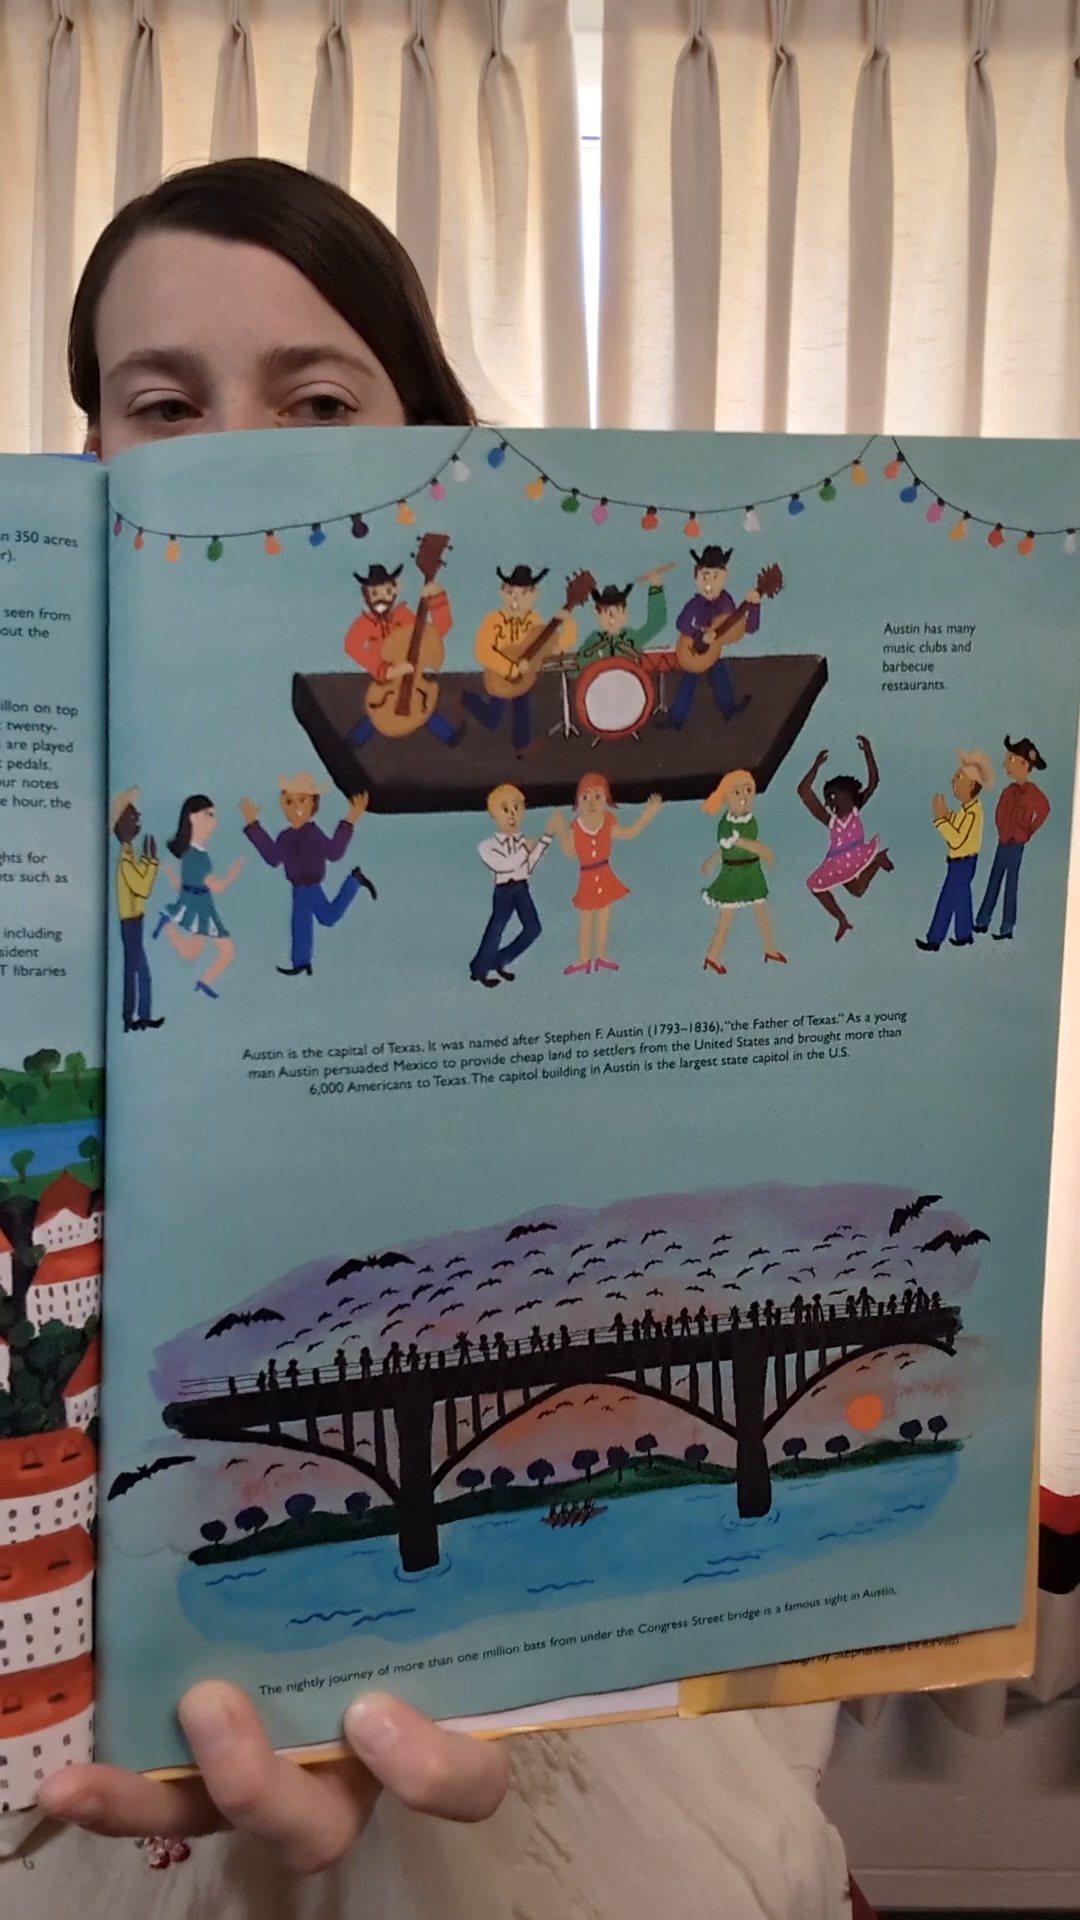 n 350 acres
r).
seen from
out the
illon on top
twenty-
are played
pedals.
ur notes
e hour, the
hts for
ts such as
including
sident
T libraries
Austin has many
music clubs and
barbecue
restaurants.
Austin is the capital of Texas. It was named after Stephen F. Austin (1793–1836), "the Father of Texas." As a young
man Austin persuaded Mexico to provide cheap land to settlers from the United States and brought more than
6,000 Americans to Texas. The capitol building in Austin is the largest state capitol in the U.S.
The nightly journey of more than one million bats from under the Congress Street bridge is a famous sight in Austin.
by Stephanie